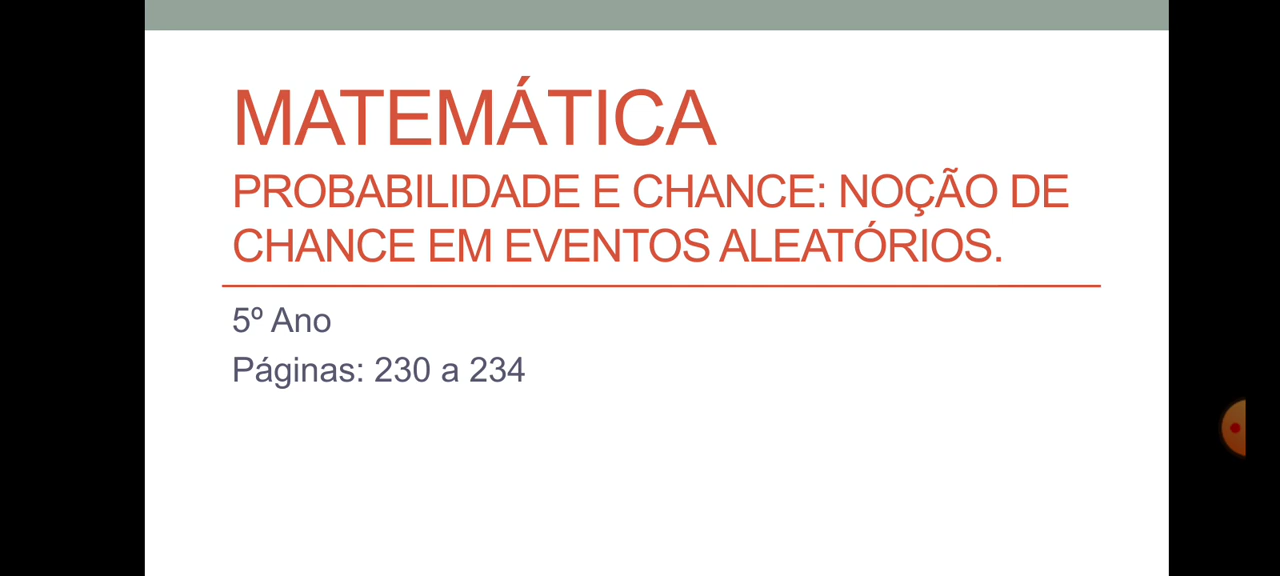 MATEMÁTICA
PROBABILIDADE E CHANCE: NOÇÃO DE
CHANCE EM EVENTOS ALEATÓRIOS.
5º Ano
Páginas: 230 a 234